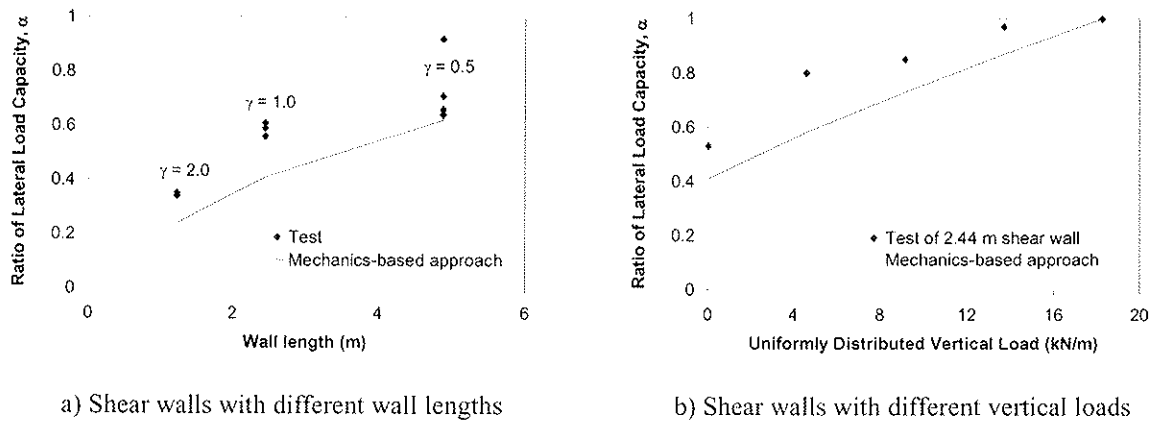 Ratio of Lateral Load Capacity, α
1
0.8
0.6
0.4
0.2
0
γ = 2.0
γ = 1.0
γ = 0.5
Test
Mechanics-based approach
0
2
4
6
Wall length (m)
a) Shear walls with different wall lengths
Ratio of Lateral Load Capacity, α
1
0.8
0.6
0.4
0.2
0
Test of 2.44 m shear wall
Mechanics-based approach
0
4
8
12
16
20
Uniformly Distributed Vertical Load (kN/m)
b) Shear walls with different vertical loads